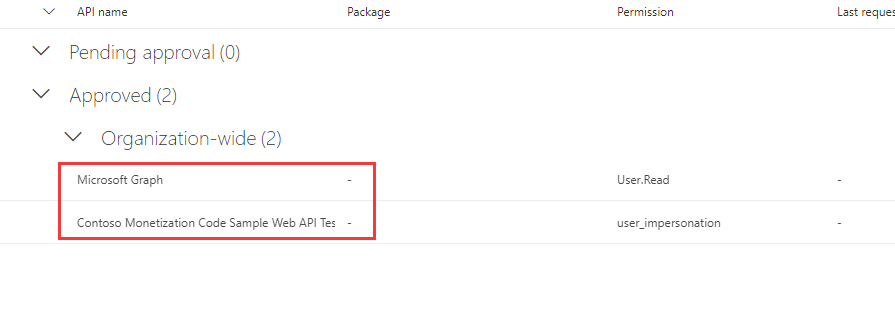 API name Package Permission Last reques
Pending approval (0)
Approved (2)
Organization-wide (2)
Microsoft Graph - User.Read -
Contoso Monetization Code Sample Web API Tes - user_impersonation -